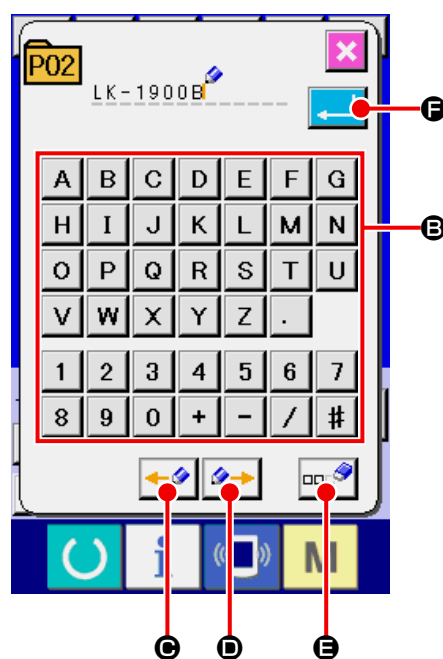 P02
LK-1900B
F
A B C D E F G
B
H I J K L M N
O P Q R S T U
V W X Y Z .
1 2 3 4 5 6 7
8 9 0 + - / #
i M
C D E